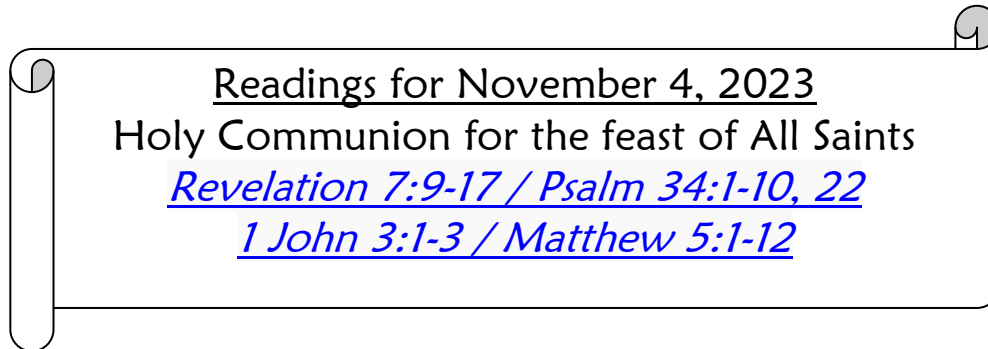 Readings for November 4, 2023
Holy Communion for the feast of All Saints
Revelation 7:9-17 / Psalm 34:1-10, 22
1 John 3:1-3 / Matthew 5:1-12